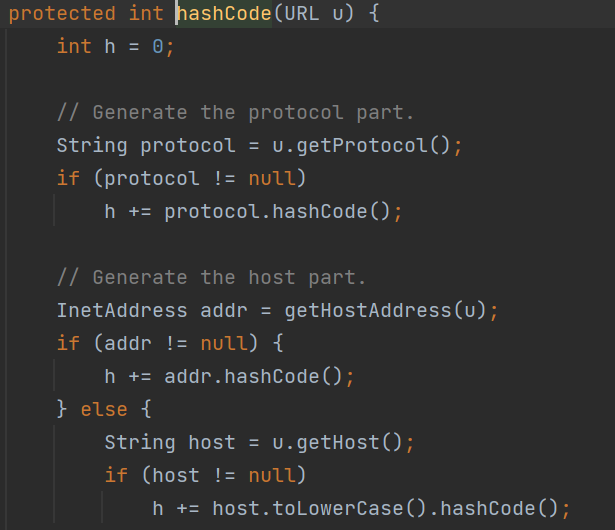 protected int hashCode(URL u) {
    int h = 0;

    // Generate the protocol part.
    String protocol = u.getProtocol();
    if (protocol != null)
        h += protocol.hashCode();

    // Generate the host part.
    InetAddress addr = getHostAddress(u);
    if (addr != null) {
        h += addr.hashCode();
    } else {
        String host = u.getHost();
        if (host != null)
            h += host.toLowerCase().hashCode();